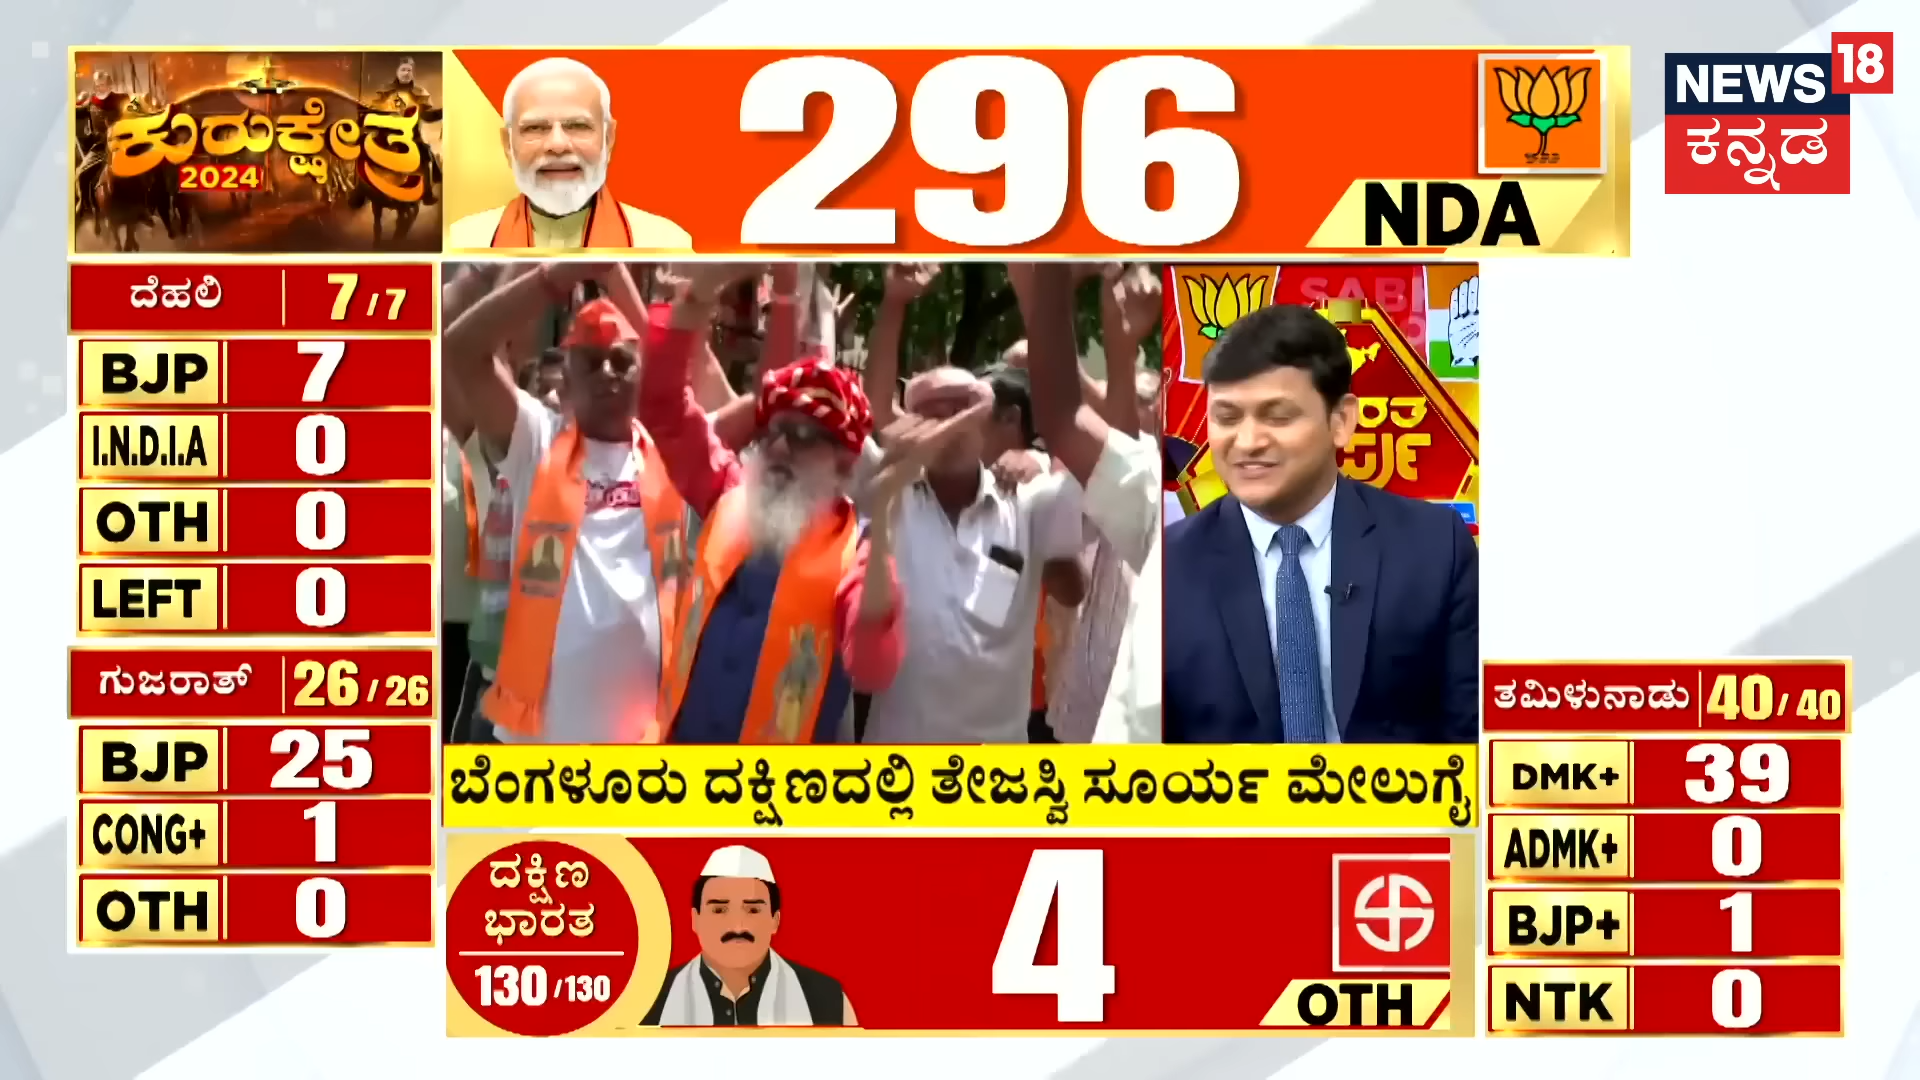 ಕುರುಕ್ಷೇತ್ರ
2024
296
NDA
NEWS 18
ಕನ್ನಡ
ದೆಹಲಿ 7/7
BJP 7
I.N.D.I.A 0
OTH 0
LEFT 0
ಗುಜರಾತ್ 26/26
BJP 25
CONG+ 1
OTH 0
SABI
ಬೆಂಗಳೂರು ದಕ್ಷಿಣದಲ್ಲಿ ತೇಜಸ್ವಿ ಸೂರ್ಯ ಮೇಲುಗೈ
ದಕ್ಷಿಣ
ಭಾರತ
130/130
4
OTH
ತಮಿಳುನಾಡು 40/40
DMK+ 39
ADMK+ 0
BJP+ 1
NTK 0